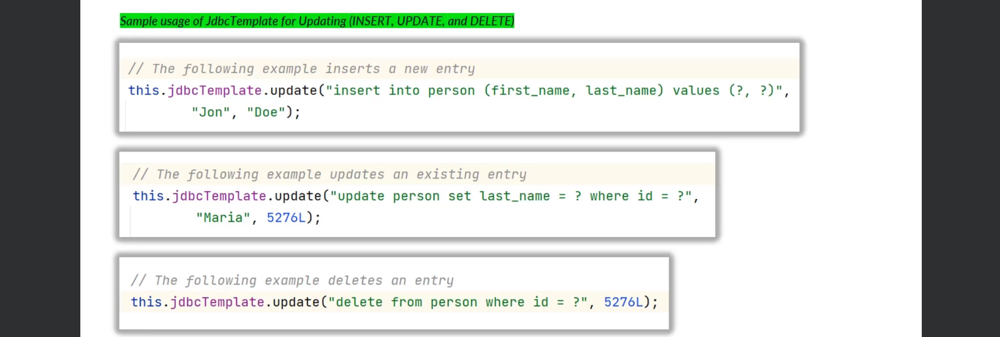 Sample usage of JdbcTemplate for Updating (INSERT, UPDATE, and DELETE)
// The following example inserts a new entry
this.jdbcTemplate.update("insert into person (first_name, last_name) values (?, ?)",
"Jon", "Doe");
// The following example updates an existing entry
this.jdbcTemplate.update("update person set last_name = ? where id = ?",
"Maria", 5276L);
// The following example deletes an entry
this.jdbcTemplate.update("delete from person where id = ?", 5276L);